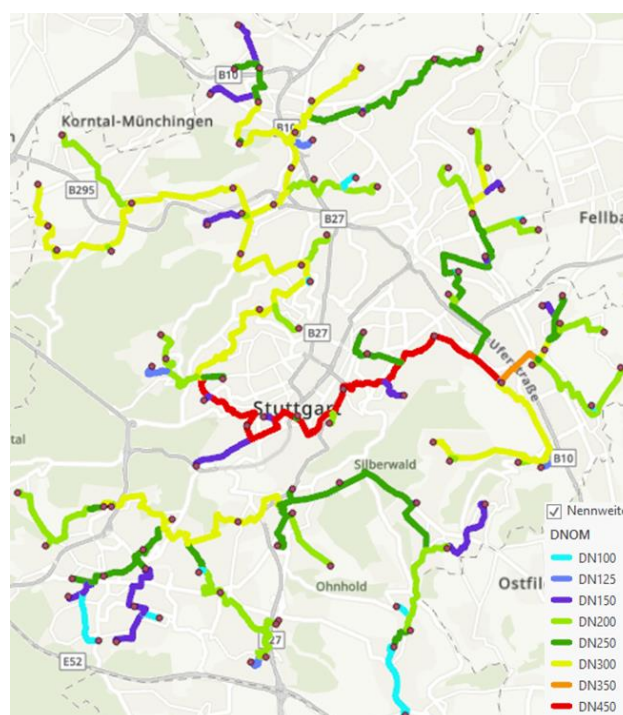 B10
Korntal-Münchingen
B10
B295
B27
Fellba
B27
Uferstraße
Stuttgart
tal
B10
Silberwald
Nennweite
DNOM
DN100
Ohnhold
Ostfil
DN125
DN150
DN200
27
DN250
E52
DN300
DN350
DN450